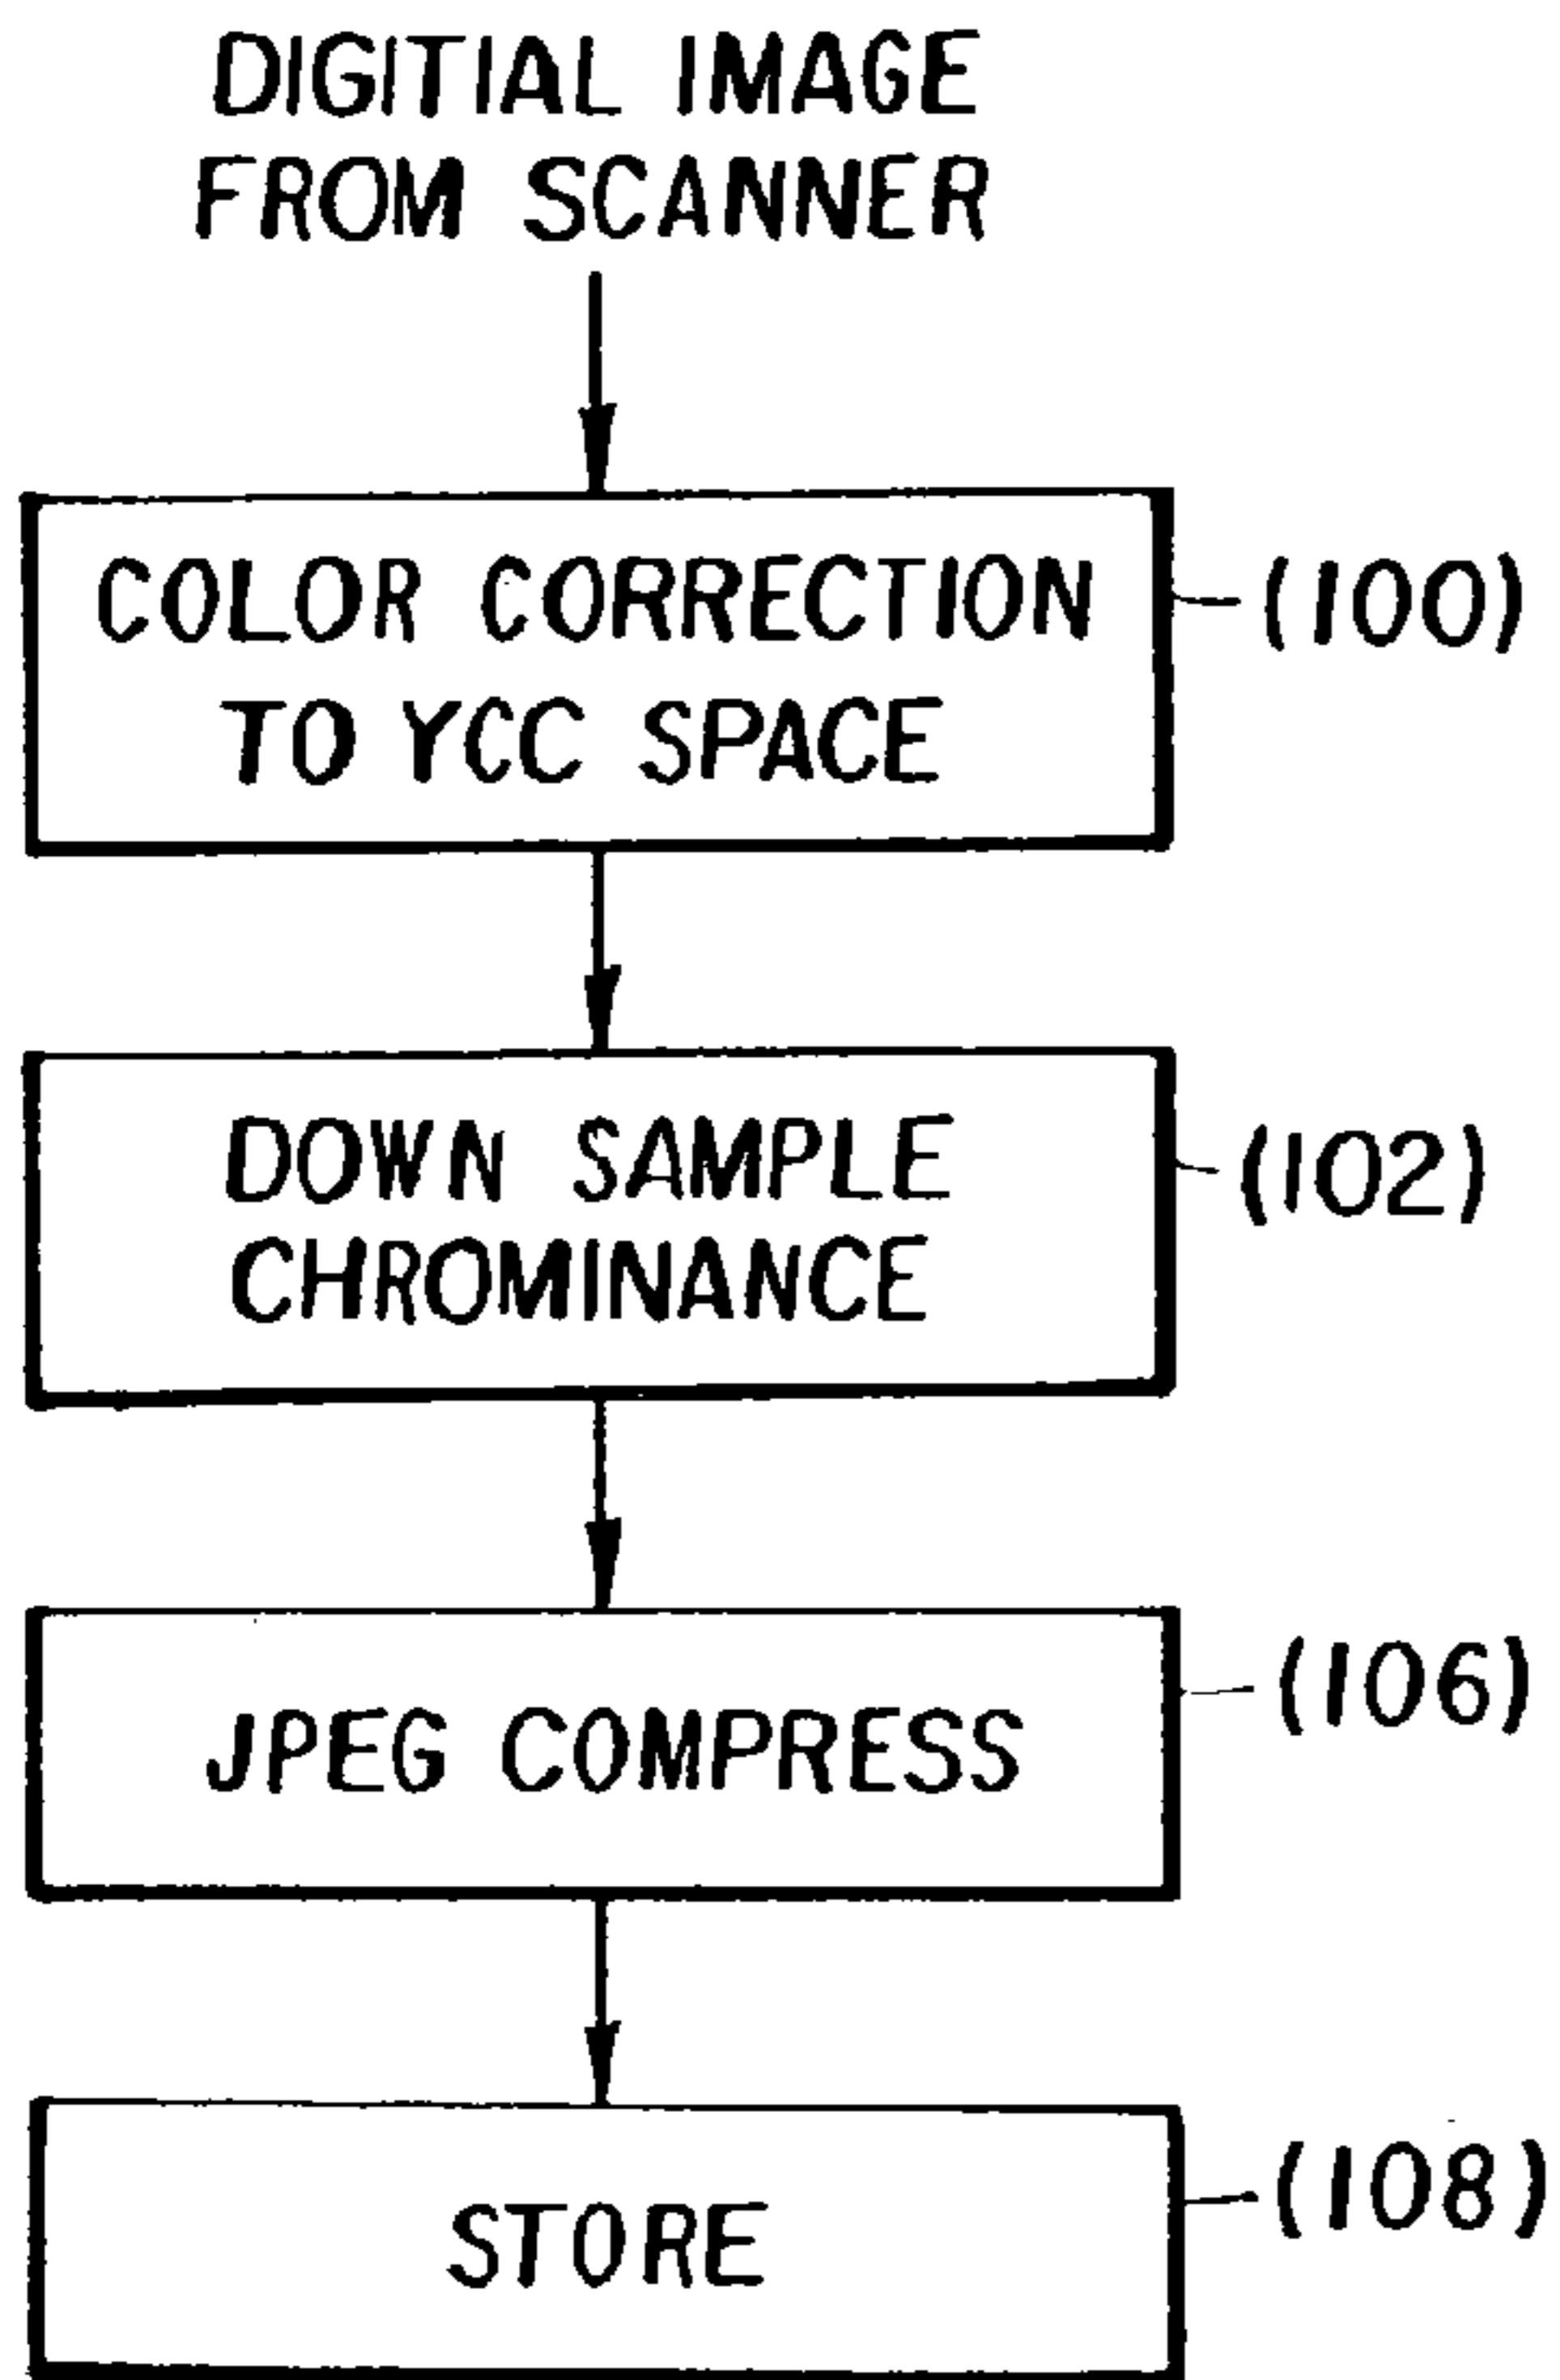 DIGITIAL IMAGE
FROM SCANNER
COLOR CORRECTION
TO YCC SPACE
(100)
DOWN SAMPLE
CHROMINANCE
(102)
JPEG COMPRESS
(106)
STORE
(108)